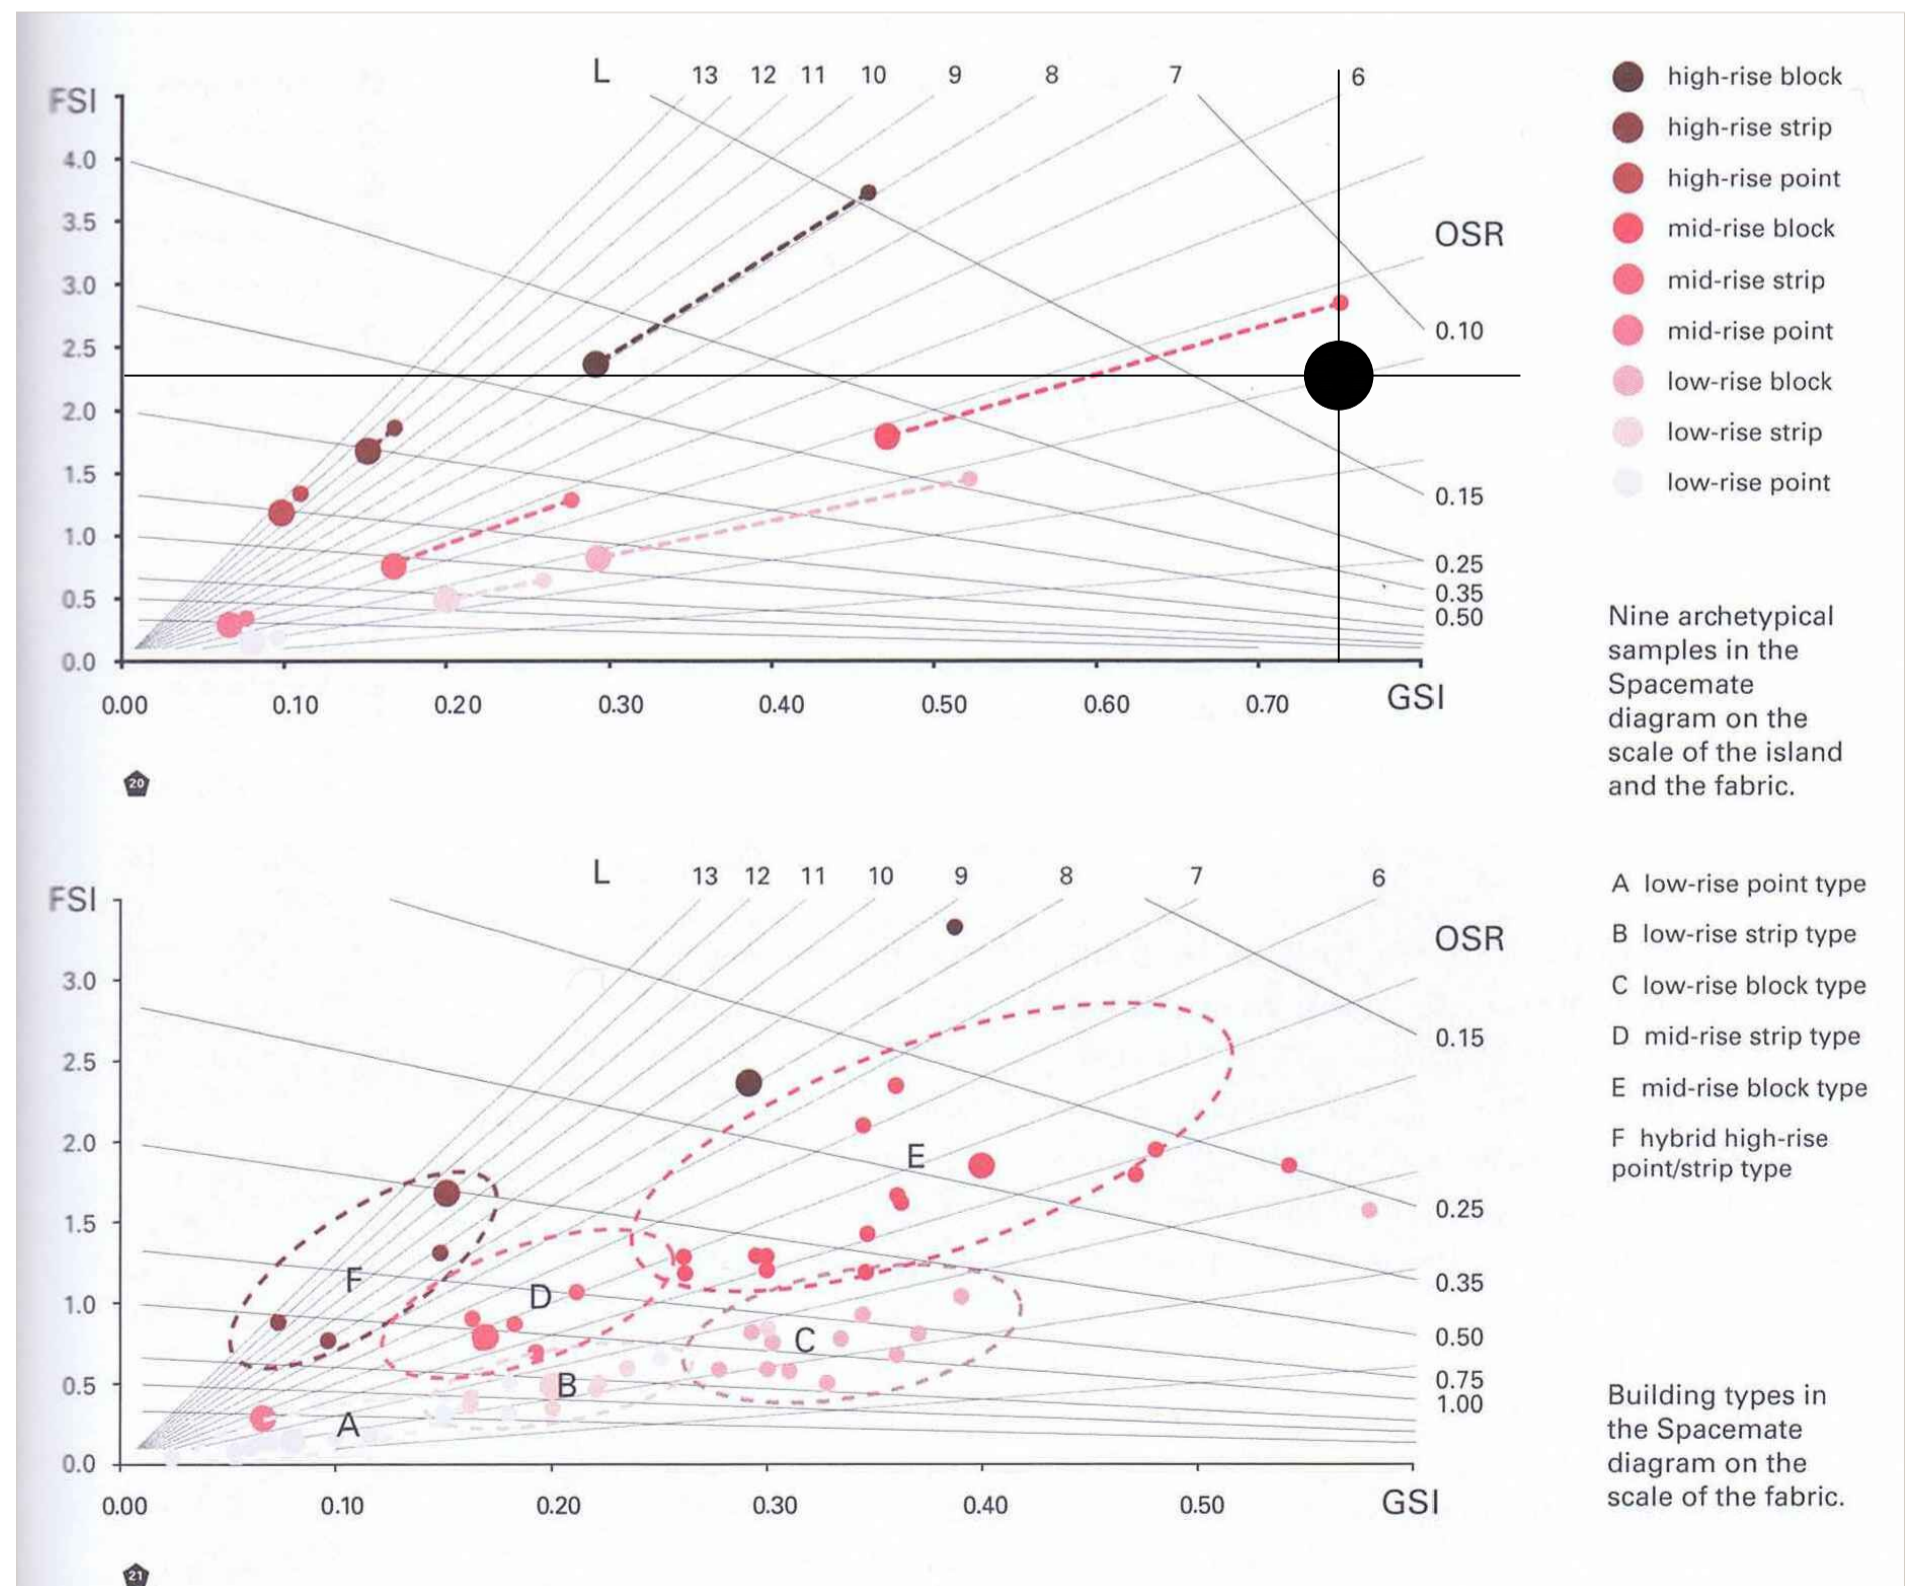 L 13 12 11 10 9 8 7 6
FSI
4.0
3.5
3.0
2.5
2.0
1.5
1.0
0.5
0.0
OSR
0.10
0.15
0.25
0.35
0.50
0.00 0.10 0.20 0.30 0.40 0.50 0.60 0.70 GSI
high-rise block
high-rise strip
high-rise point
mid-rise block
mid-rise strip
mid-rise point
low-rise block
low-rise strip
low-rise point
Nine archetypical
samples in the
Spacemate
diagram on the
scale of the island
and the fabric.
20
L 13 12 11 10 9 8 7 6
FSI
3.0
2.5
2.0
1.5
1.0
0.5
0.0
E
F
D
C
B
A
OSR
0.15
0.25
0.35
0.50
0.75
1.00
0.00 0.10 0.20 0.30 0.40 0.50 GSI
A low-rise point type
B low-rise strip type
C low-rise block type
D mid-rise strip type
E mid-rise block type
F hybrid high-rise
point/strip type
Building types in
the Spacemate
diagram on the
scale of the fabric.
21